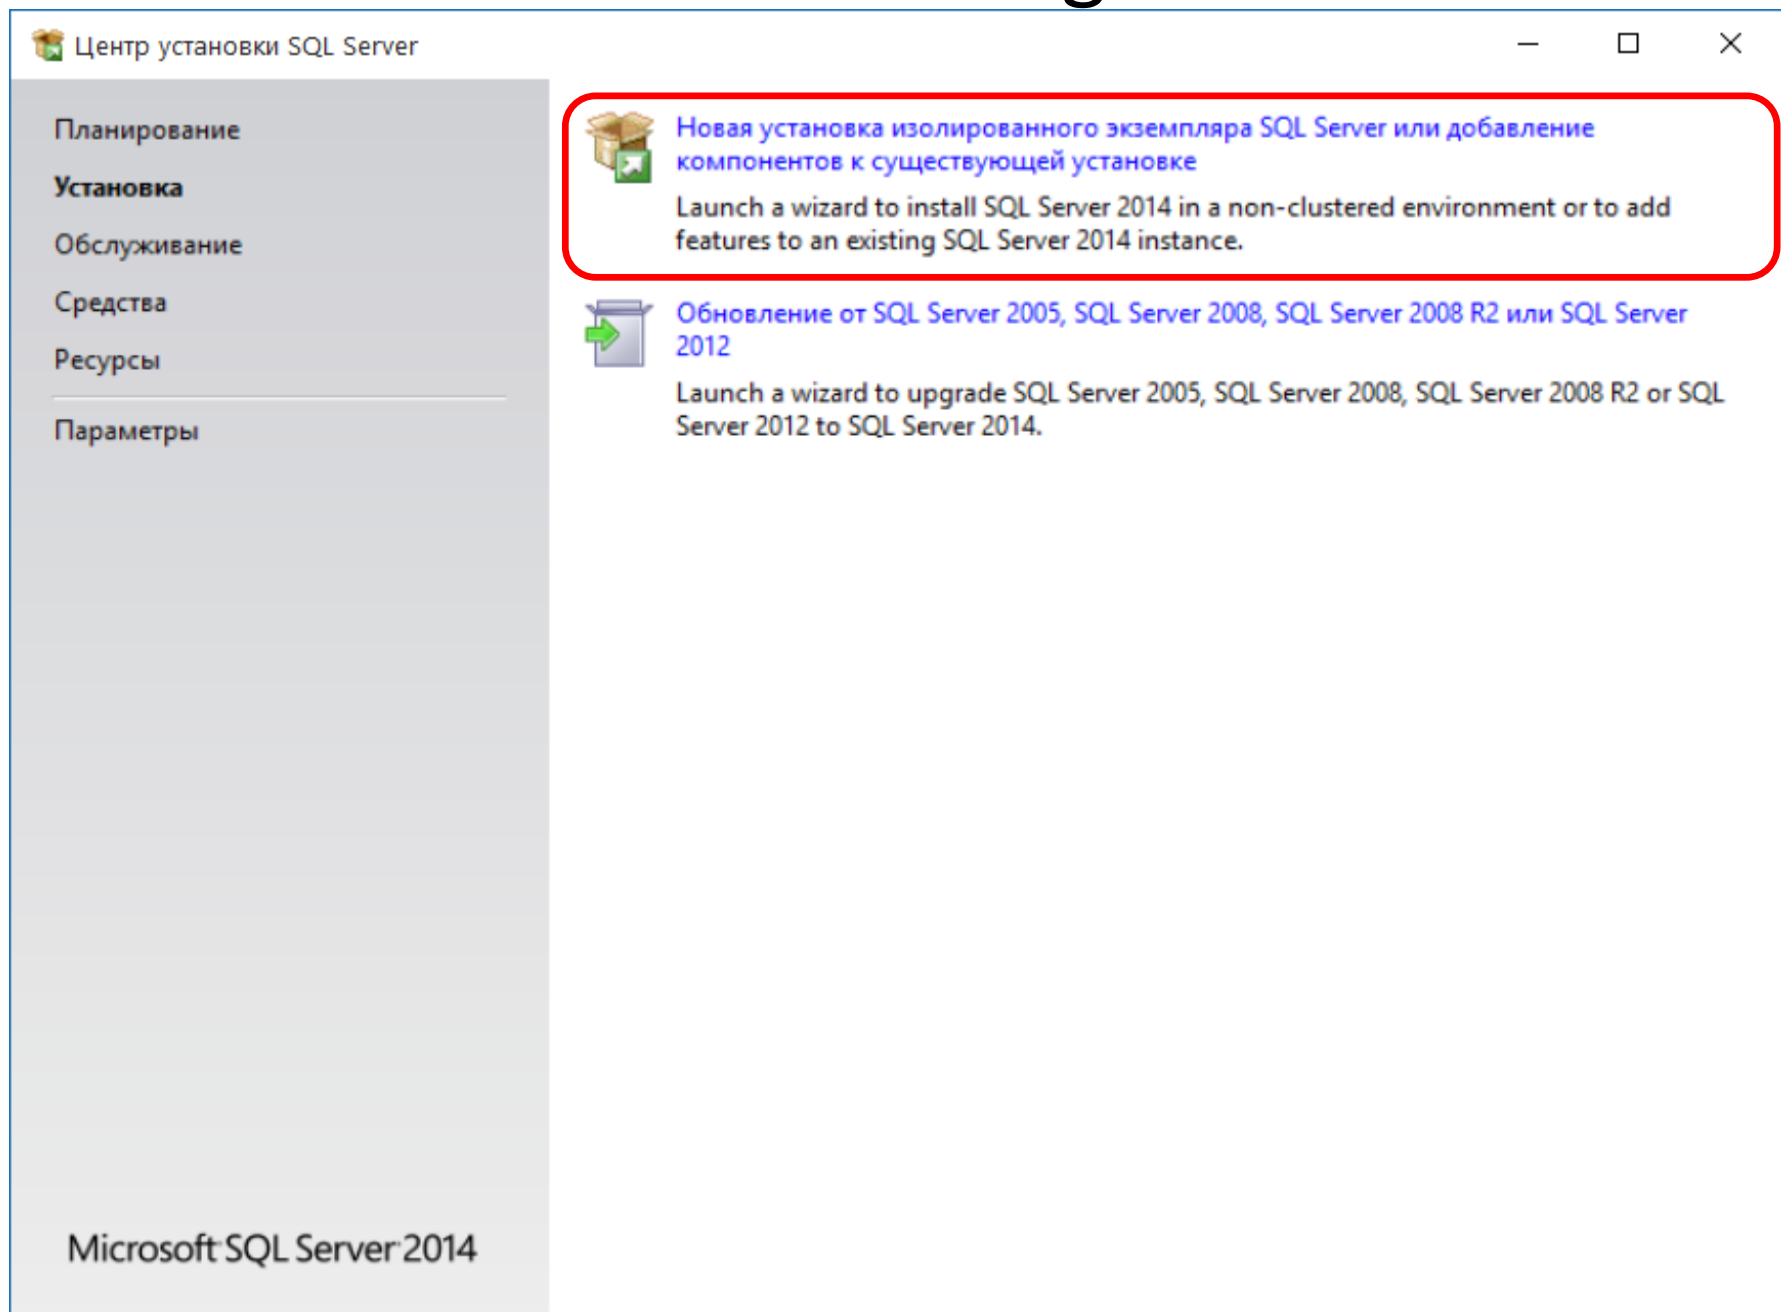 Центр установки SQL Server
Планирование
Установка
Обслуживание
Средства
Ресурсы
Параметры
Новая установка изолированного экземпляра SQL Server или добавление
компонентов к существующей установке
Launch a wizard to install SQL Server 2014 in a non-clustered environment or to add
features to an existing SQL Server 2014 instance.
Обновление от SQL Server 2005, SQL Server 2008, SQL Server 2008 R2 или SQL Server
2012
Launch a wizard to upgrade SQL Server 2005, SQL Server 2008, SQL Server 2008 R2 or SQL
Server 2012 to SQL Server 2014.
Microsoft SQL Server 2014